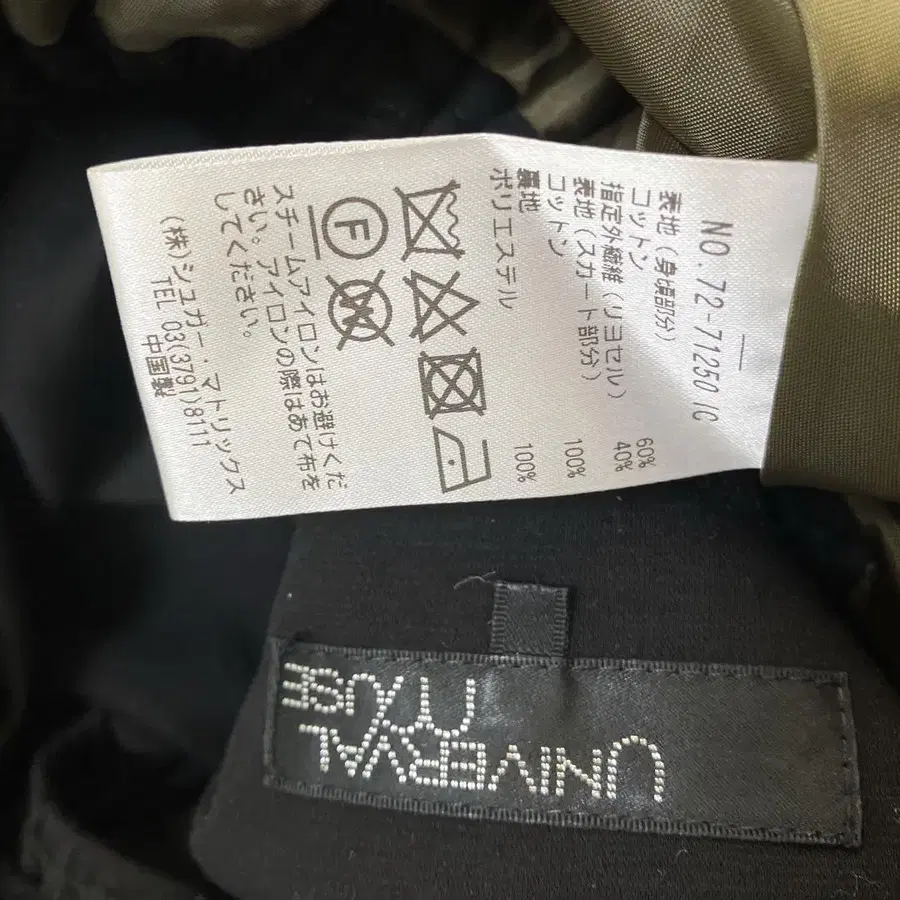 NO.72-71250 IC
表地(身頃部分)
コットン 60%
指定外繊維(リヨセル) 40%
表地(スカート部分)
コットン 100%
裏地
ポリエステル 100%
F
W
スチームアイロンはお避けくだ
さい。アイロンの際はあて布を
してください。
(株)シュガー・マトリックス
TEL 03(3791)8111
中国製
UNIVERVAL
MUSE